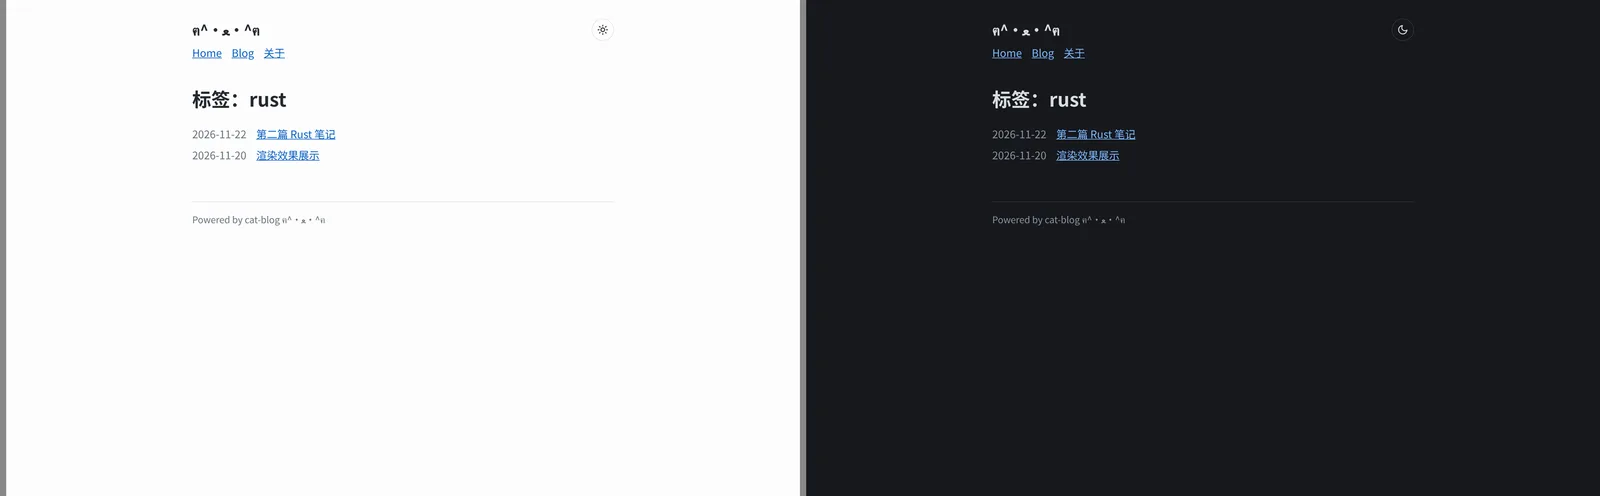 ฅ^•ﻌ•^ฅ
Home Blog 关于
标签：rust
2026-11-22 第二篇 Rust 笔记
2026-11-20 渲染效果展示
Powered by cat-blog ฅ^•ﻌ•^ฅ
ฅ^•ﻌ•^ฅ
Home Blog 关于
标签：rust
2026-11-22 第二篇 Rust 笔记
2026-11-20 渲染效果展示
Powered by cat-blog ฅ^•ﻌ•^ฅ